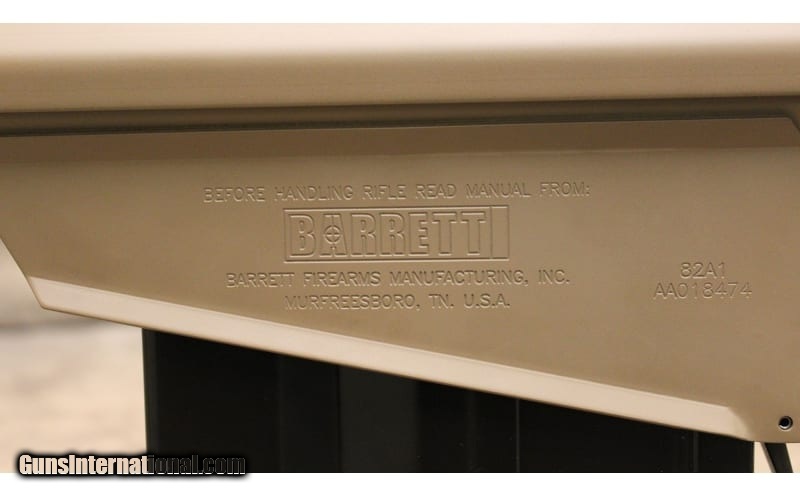 BEFORE HANDLING RIFLE READ MANUAL FROM:
BARRETT
BARRETT FIREARMS MANUFACTURING, INC.
MURFREESBORO, TN. U.S.A.
82A1
AA018474
GunsInternational.com